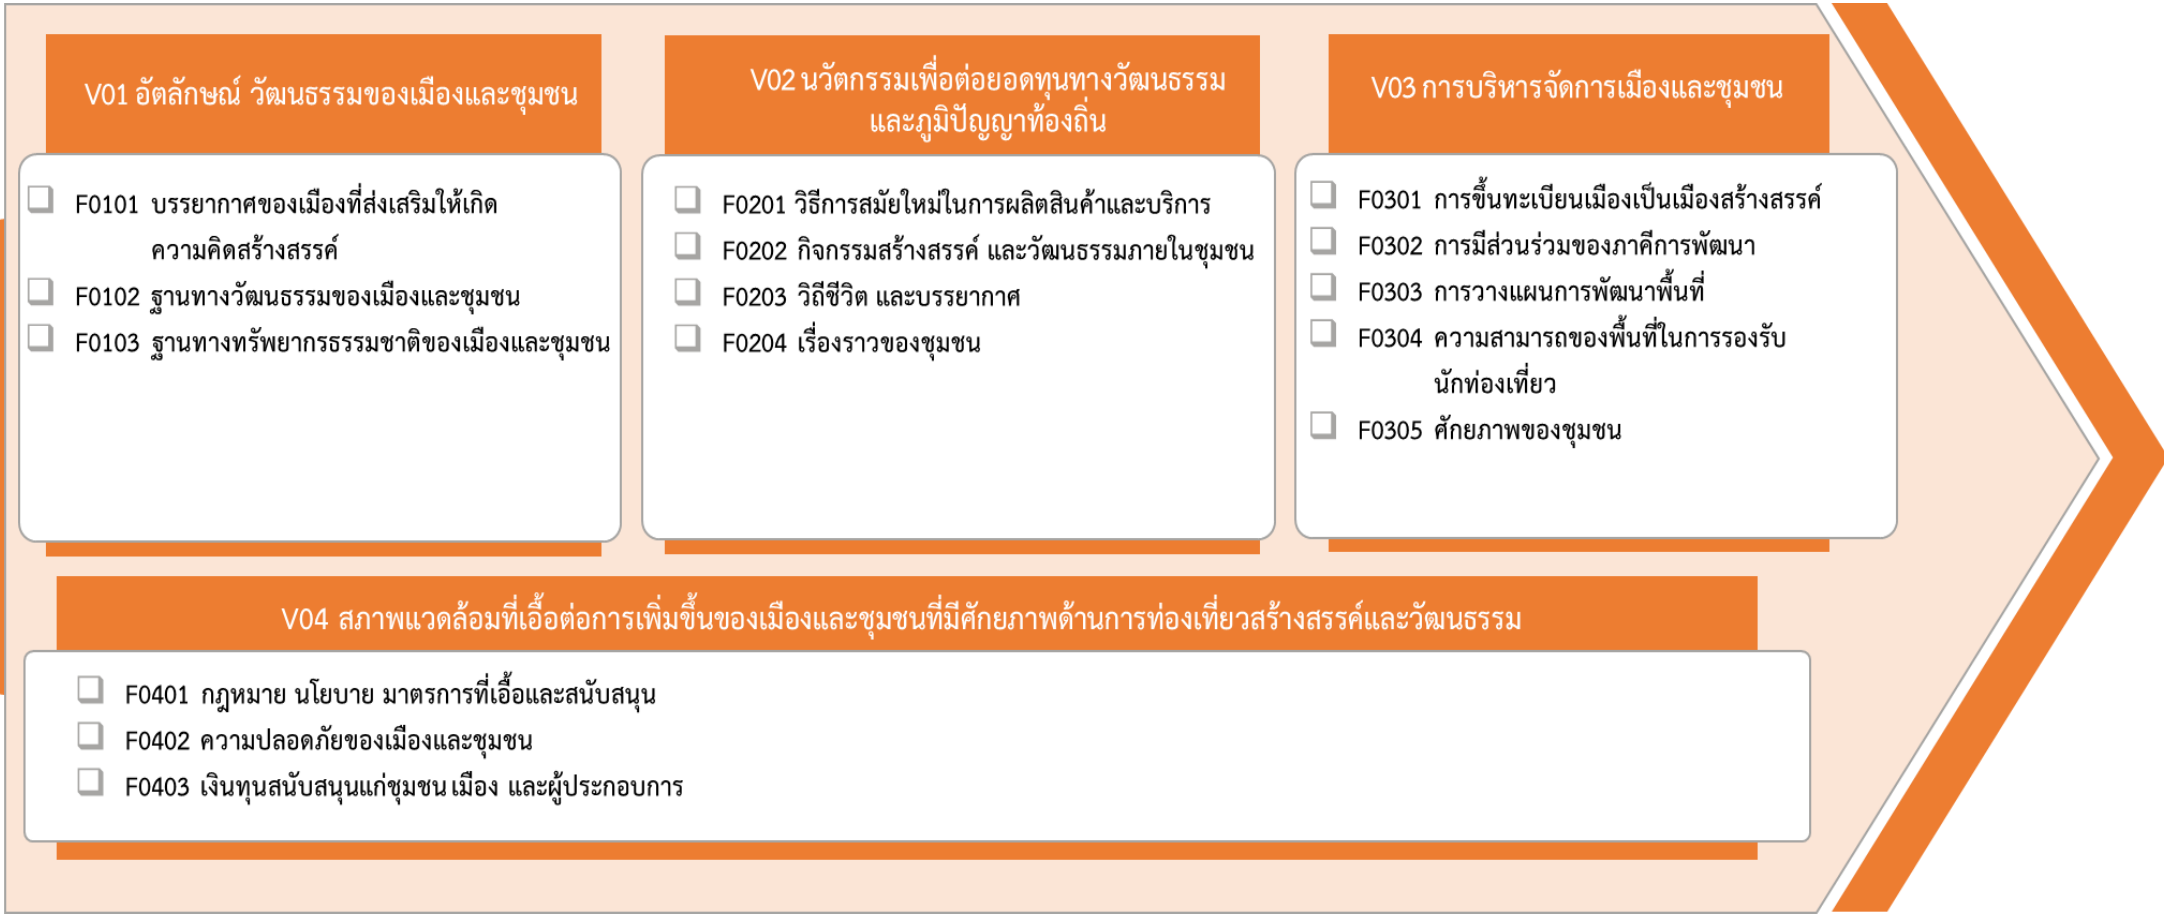 V01 อัตลักษณ์ วัฒนธรรมของเมืองและชุมชน
F0101 บรรยากาศของเมืองที่ส่งเสริมให้เกิด
ความคิดสร้างสรรค์
F0102 ฐานทางวัฒนธรรมของเมืองและชุมชน
F0103 ฐานทางทรัพยากรธรรมชาติของเมืองและชุมชน
V02 นวัตกรรมเพื่อต่อยอดทุนทางวัฒนธรรม
และภูมิปัญญาท้องถิ่น
F0201 วิธีการสมัยใหม่ในการผลิตสินค้าและบริการ
F0202 กิจกรรมสร้างสรรค์ และวัฒนธรรมภายในชุมชน
F0203 วิถีชีวิต และบรรยากาศ
F0204 เรื่องราวของชุมชน
V03 การบริหารจัดการเมืองและชุมชน
F0301 การขึ้นทะเบียนเมืองเป็นเมืองสร้างสรรค์
F0302 การมีส่วนร่วมของภาคีการพัฒนา
F0303 การวางแผนการพัฒนาพื้นที่
F0304 ความสามารถของพื้นที่ในการรองรับ
นักท่องเที่ยว
F0305 ศักยภาพของชุมชน
V04 สภาพแวดล้อมที่เอื้อต่อการเพิ่มขึ้นของเมืองและชุมชนที่มีศักยภาพด้านการท่องเที่ยวสร้างสรรค์และวัฒนธรรม
F0401 กฎหมาย นโยบาย มาตรการที่เอื้อและสนับสนุน
F0402 ความปลอดภัยของเมืองและชุมชน
F0403 เงินทุนสนับสนุนแก่ชุมชน เมือง และผู้ประกอบการ